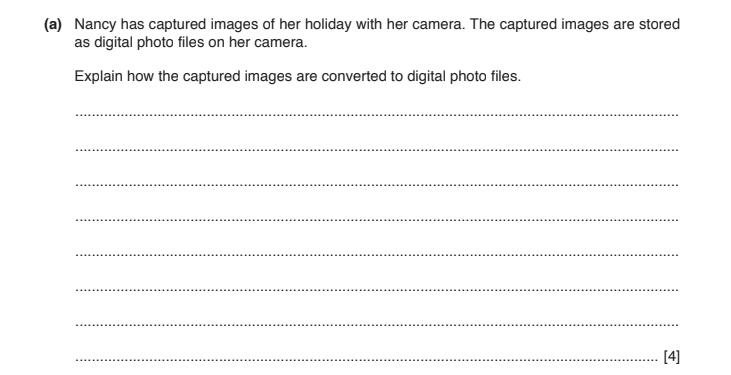 (a) Nancy has captured images of her holiday with her camera. The captured images are stored
as digital photo files on her camera.
Explain how the captured images are converted to digital photo files.
[4]